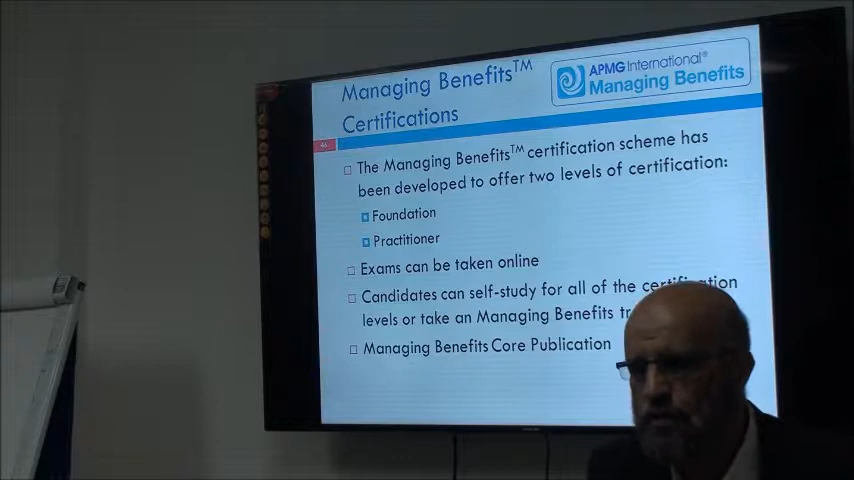 Managing Benefits™
Certifications
APMG International®
Managing Benefits
46
The Managing Benefits™ certification scheme has
been developed to offer two levels of certification:
Foundation
Practitioner
Exams can be taken online
Candidates can self-study for all of the certification
levels or take an Managing Benefits
Managing Benefits Core Publication